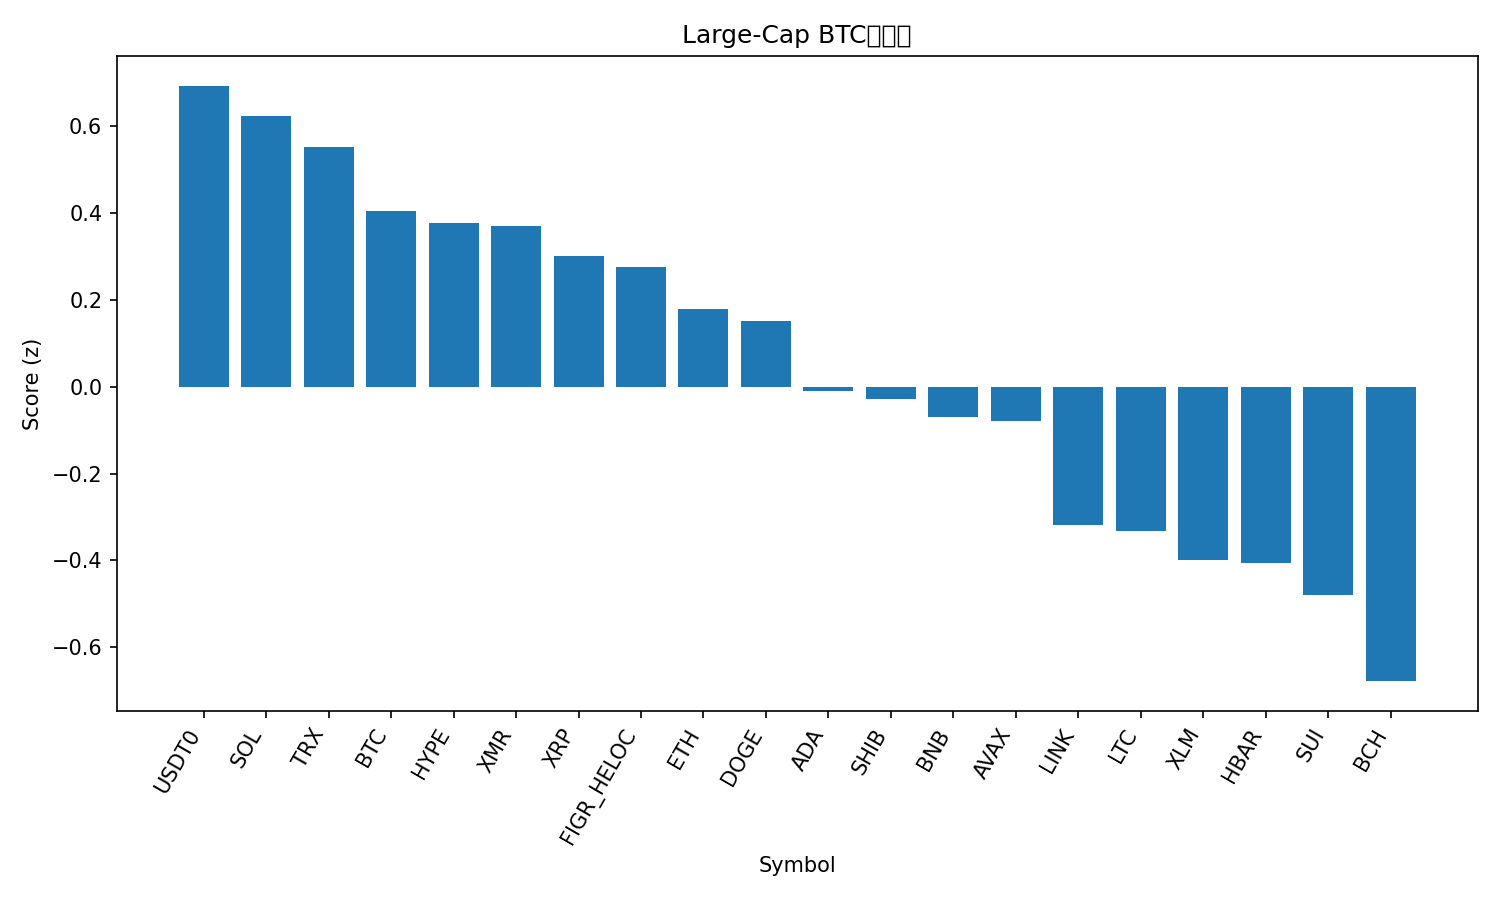 Large-Cap BTC
0.6
0.4
0.2
0.0
−0.2
−0.4
−0.6
Score (z)
USDT0
SOL
TRX
BTC
HYPE
XMR
XRP
FIGR_HELOC
ETH
DOGE
ADA
SHIB
BNB
AVAX
LINK
LTC
XLM
HBAR
SUI
BCH
Symbol